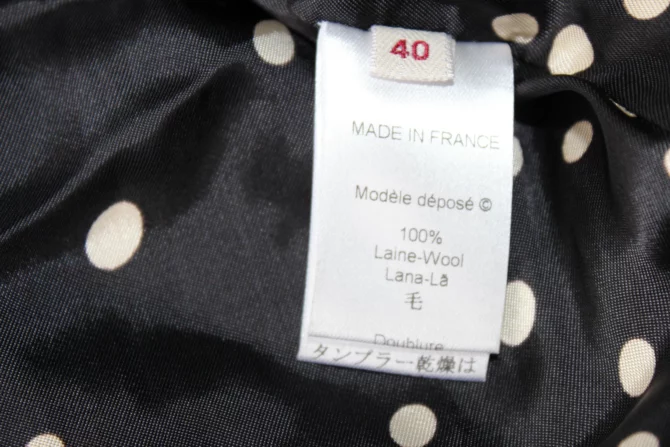 40
MADE IN FRANCE
Modèle déposé ©
100%
Laine-Wool
Lana-Lã
毛
Doublure
タンブラー乾燥は